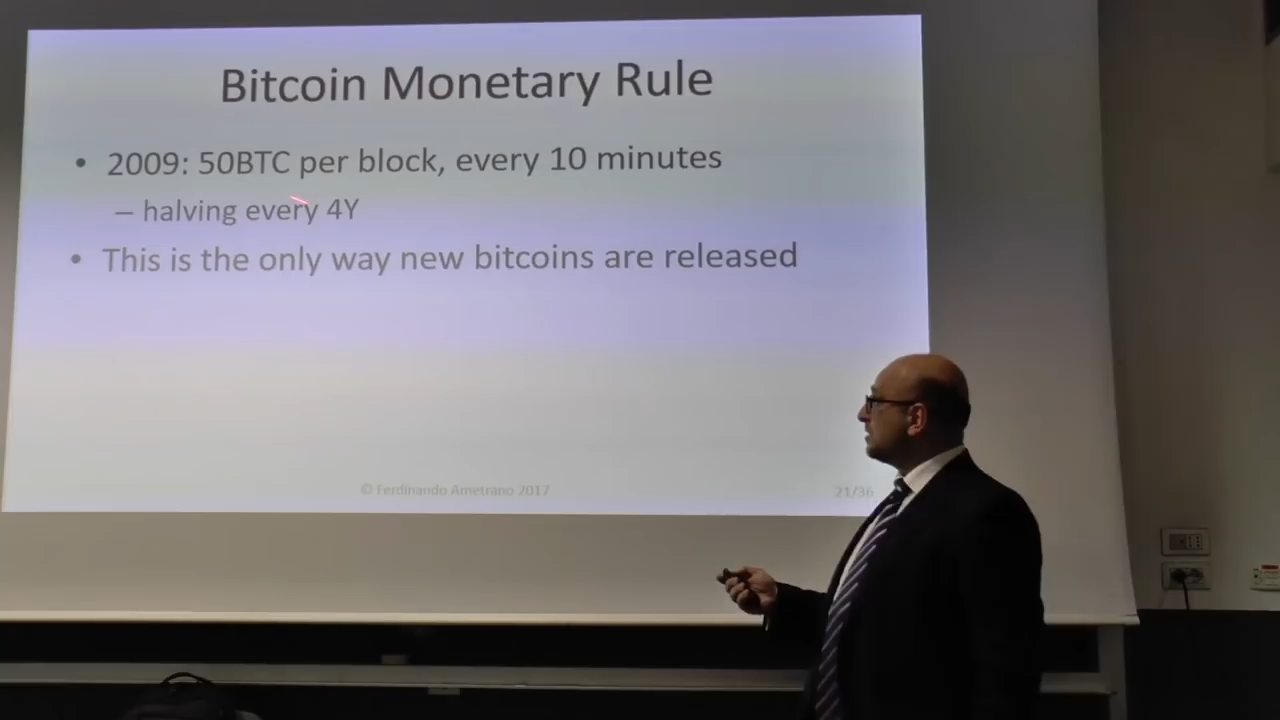 Bitcoin Monetary Rule
• 2009: 50BTC per block, every 10 minutes
– halving every 4Y
• This is the only way new bitcoins are released
© Ferdinando Ametrano 2017
21/36